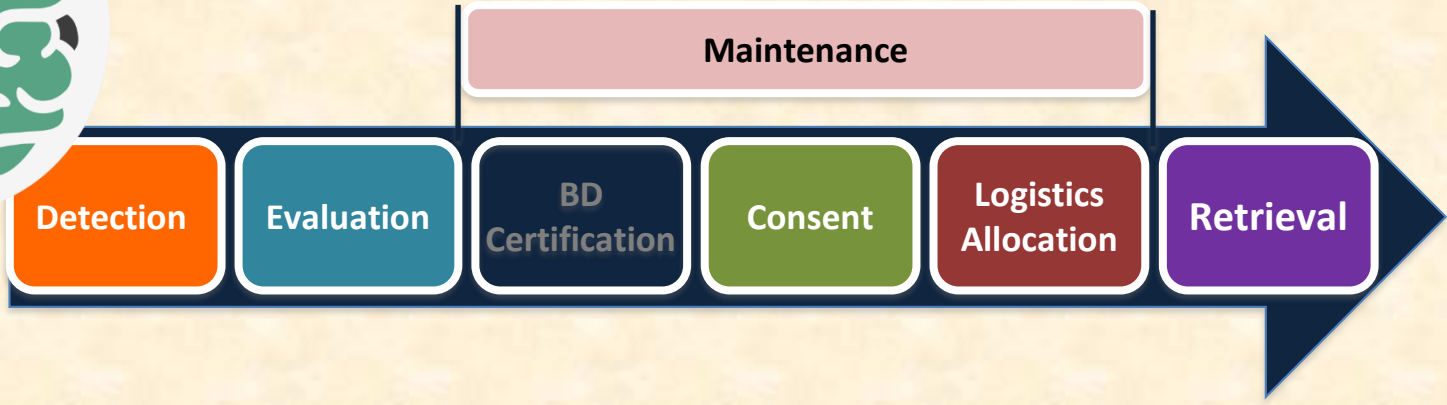 Maintenance
Detection
Evaluation
BD
Certification
Consent
Logistics
Allocation
Retrieval